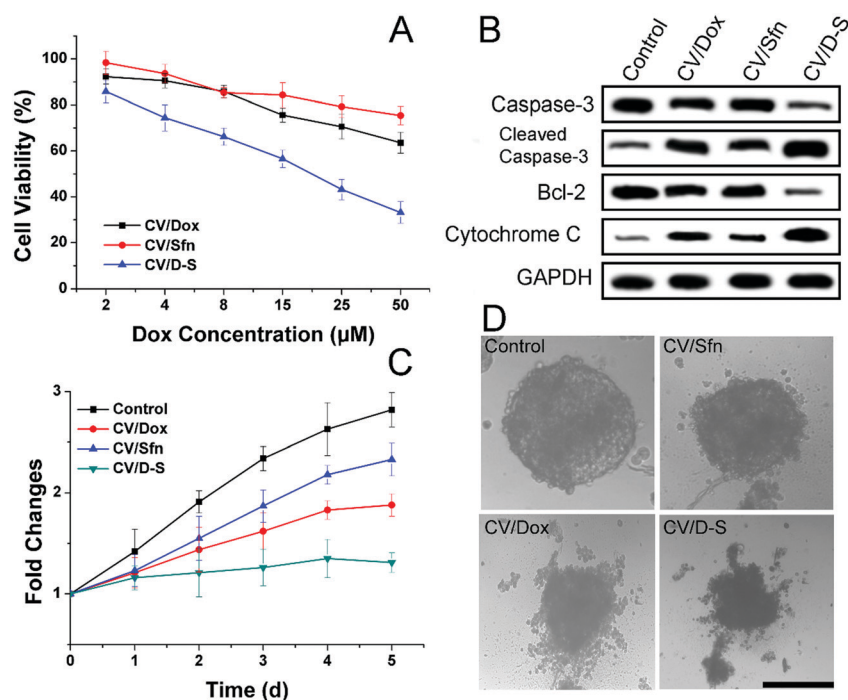 A
100
80
60
40
20
0
Cell Viability (%)
CV/Dox
CV/Sfn
CV/D-S
2 4 8 15 25 50
Dox Concentration (µM)
B
Control CV/Dox CV/Sfn CV/D-S
Caspase-3
Cleaved
Caspase-3
Bcl-2
Cytochrome C
GAPDH
C
3
2
1
Fold Changes
Control
CV/Dox
CV/Sfn
CV/D-S
0 1 2 3 4 5
Time (d)
D
Control CV/Sfn
CV/Dox CV/D-S